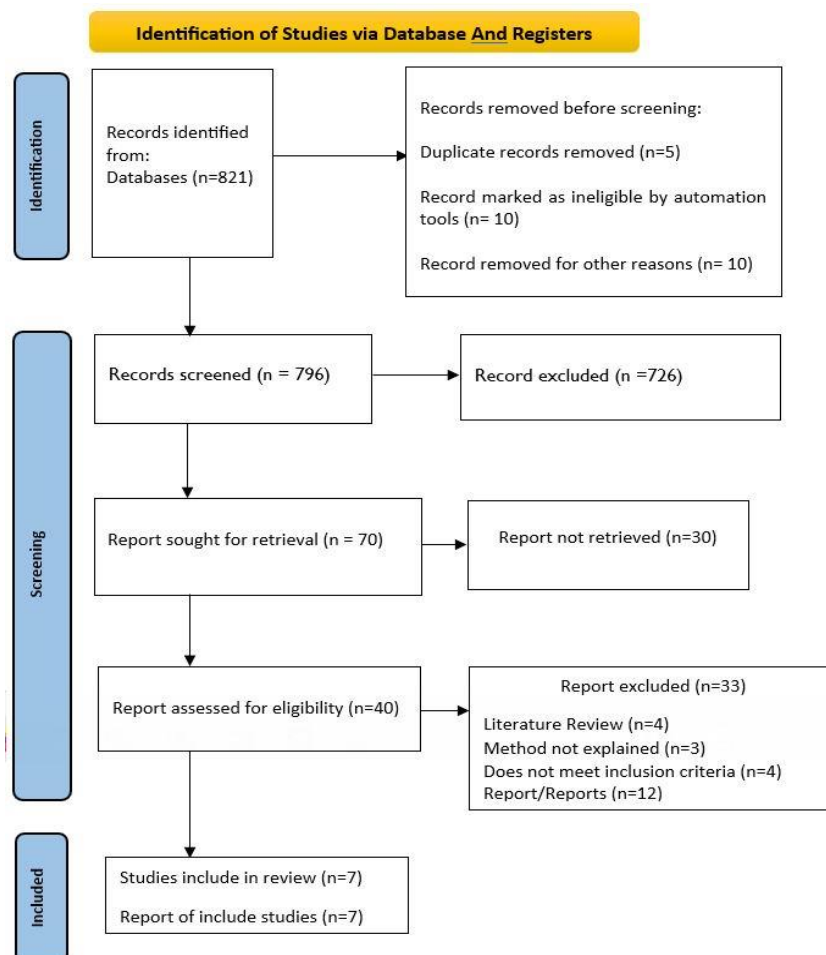 Identification of Studies via Database And Registers
Identification
Records identified
from:
Databases (n=821)
Records removed before screening:
Duplicate records removed (n=5)
Record marked as ineligible by automation
tools (n= 10)
Record removed for other reasons (n= 10)
Screening
Records screened (n = 796)
Record excluded (n =726)
Report sought for retrieval (n = 70)
Report not retrieved (n=30)
Report assessed for eligibility (n=40)
Report excluded (n=33)
Literature Review (n=4)
Method not explained (n=3)
Does not meet inclusion criteria (n=4)
Report/Reports (n=12)
Included
Studies include in review (n=7)
Report of include studies (n=7)